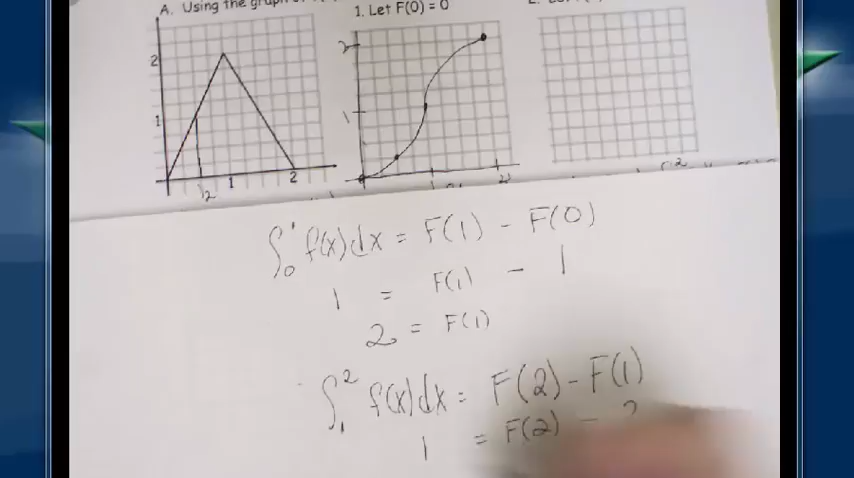 A. Using the graph
1. Let F(0) = 0
2
1
1/2
1
2
2
1
∫₀¹ f(x)dx = F(1) - F(0)
1 = F(1) - 1
2 = F(1)
∫₁² f(x)dx = F(2) - F(1)
1 = F(2) -